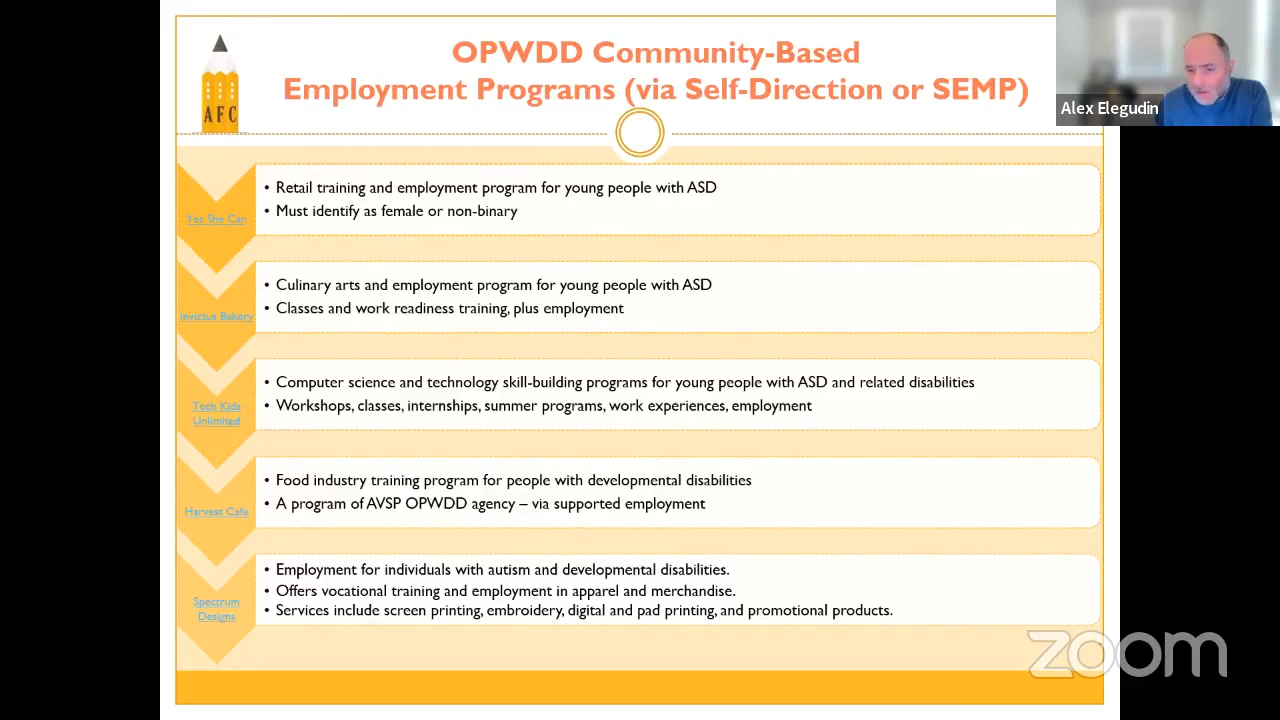 OPWDD Community-Based
Employment Programs (via Self-Direction or SEMP)
AFC
Alex Elegudin
Yes She Can
• Retail training and employment program for young people with ASD
• Must identify as female or non-binary
Invictus Bakery
• Culinary arts and employment program for young people with ASD
• Classes and work readiness training, plus employment
Tech Kids
Unlimited
• Computer science and technology skill-building programs for young people with ASD and related disabilities
• Workshops, classes, internships, summer programs, work experiences, employment
Harvest Cafe
• Food industry training program for people with developmental disabilities
• A program of AVSP OPWDD agency – via supported employment
Spectrum
Designs
• Employment for individuals with autism and developmental disabilities.
• Offers vocational training and employment in apparel and merchandise.
• Services include screen printing, embroidery, digital and pad printing, and promotional products.
zoom